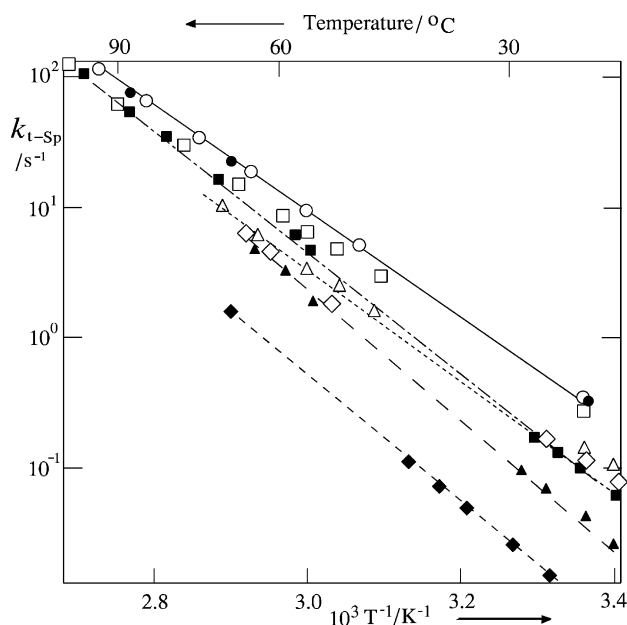 Temperature/ °C
90 60 30
10²
k t–Sp
/s⁻¹
10¹
10⁰
10⁻¹
2.8 3.0 3.2 3.4
10³ T⁻¹/K⁻¹